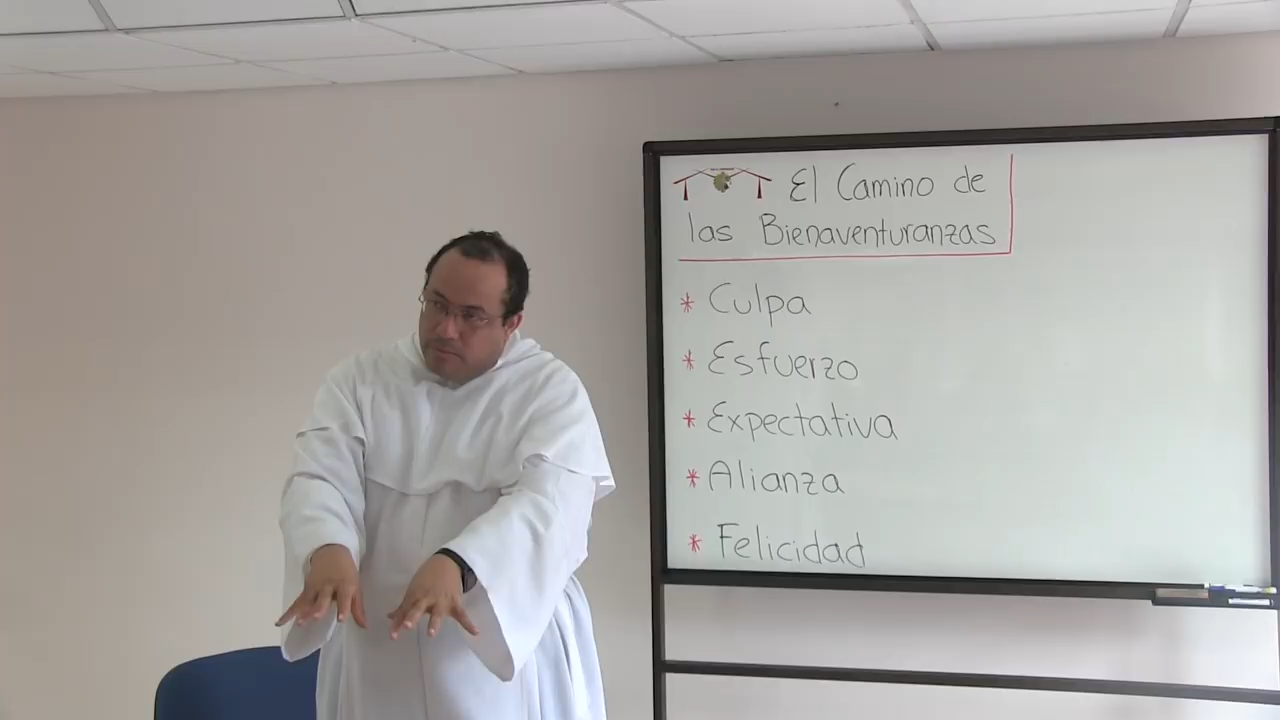 El Camino de
las Bienaventuranzas
* Culpa
* Esfuerzo
* Expectativa
* Alianza
* Felicidad